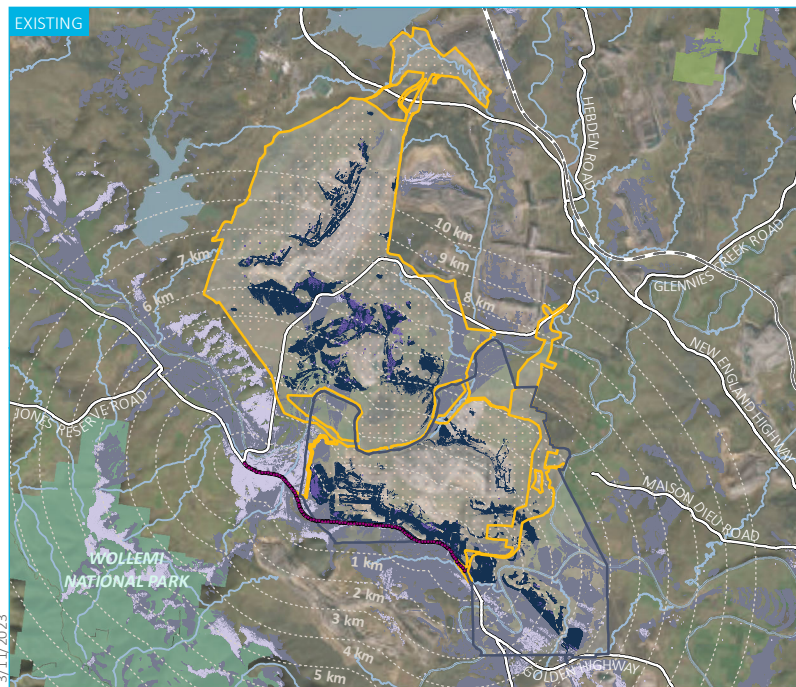 EXISTING
HEBDEN ROAD
10 km
9 km
8 km
7 km
6 km
GLENNIES CREEK ROAD
NEW ENGLAND HIGHWAY
JONES RESERVE ROAD
MAISON DIEU ROAD
WOLLEMI
NATIONAL PARK
1 km
2 km
3 km
4 km
5 km
GOLDEN HIGHWAY
3/11/2023